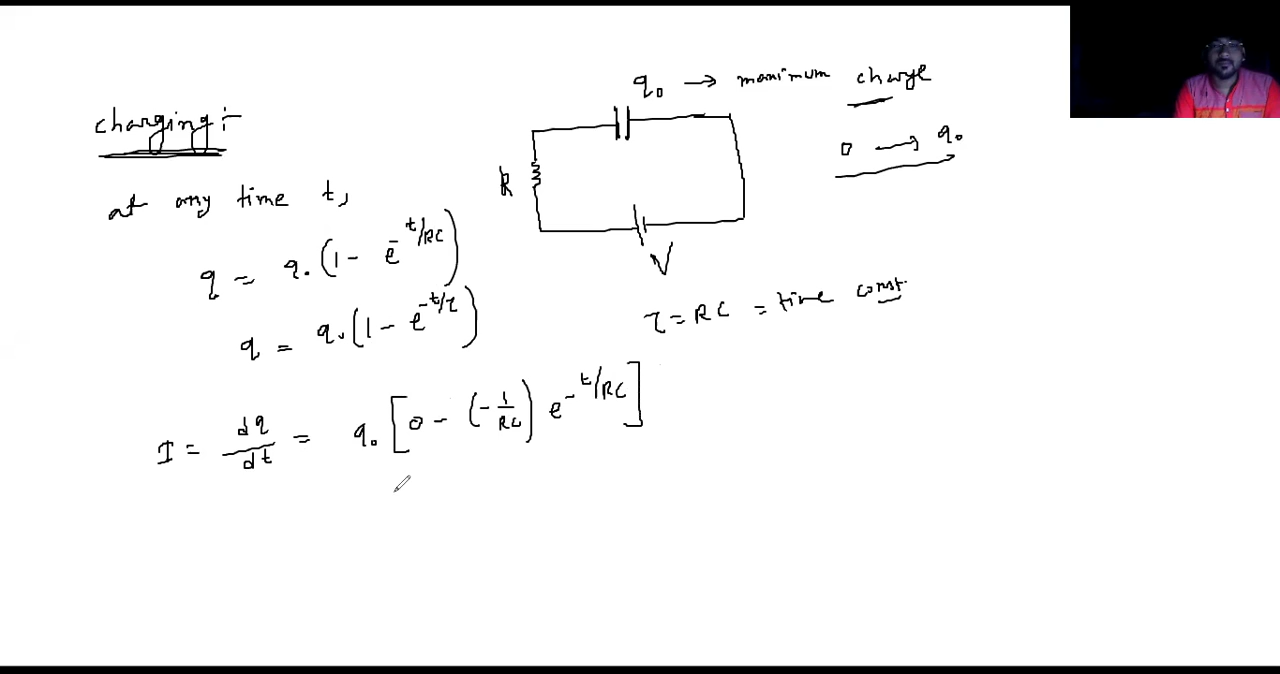 q₀ → maximum charge
charging :-
0 → q₀
at any time t,
R
V
q = q₀ (1 - e^(-t/RC))
τ = RC = time const.
q = q₀ (1 - e^(-t/τ))
I = dq/dt = q₀ [0 - (-1/RC) e^(-t/RC)]